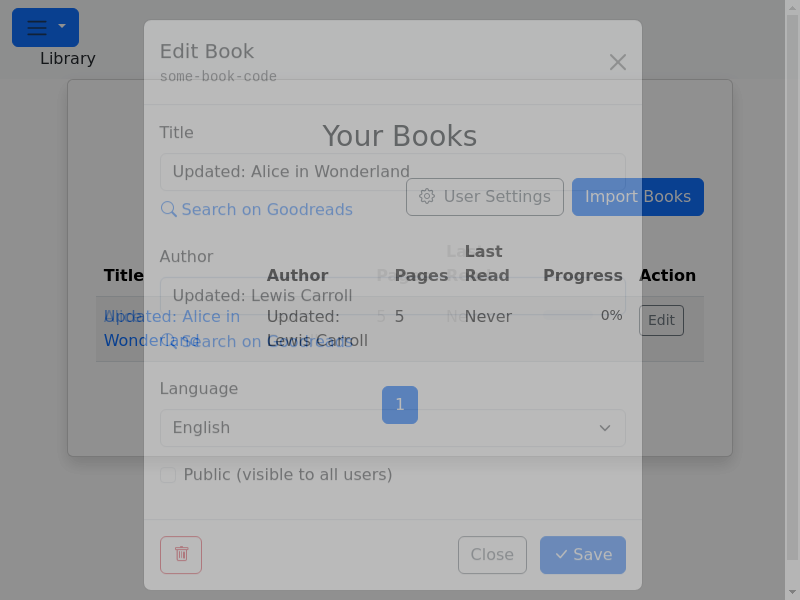 Library
Edit Book
some-book-code
Your Books
Title
Updated: Alice in Wonderland
Search on Goodreads
User Settings
Import Books
Author
Updated: Lewis Carroll
Search on Goodreads
Title Author Pages Last Read Progress Action
Updated: Alice in Wonderland
Updated: Lewis Carroll
5 Never 0% Edit
Language
1
English
Public (visible to all users)
Close
Save